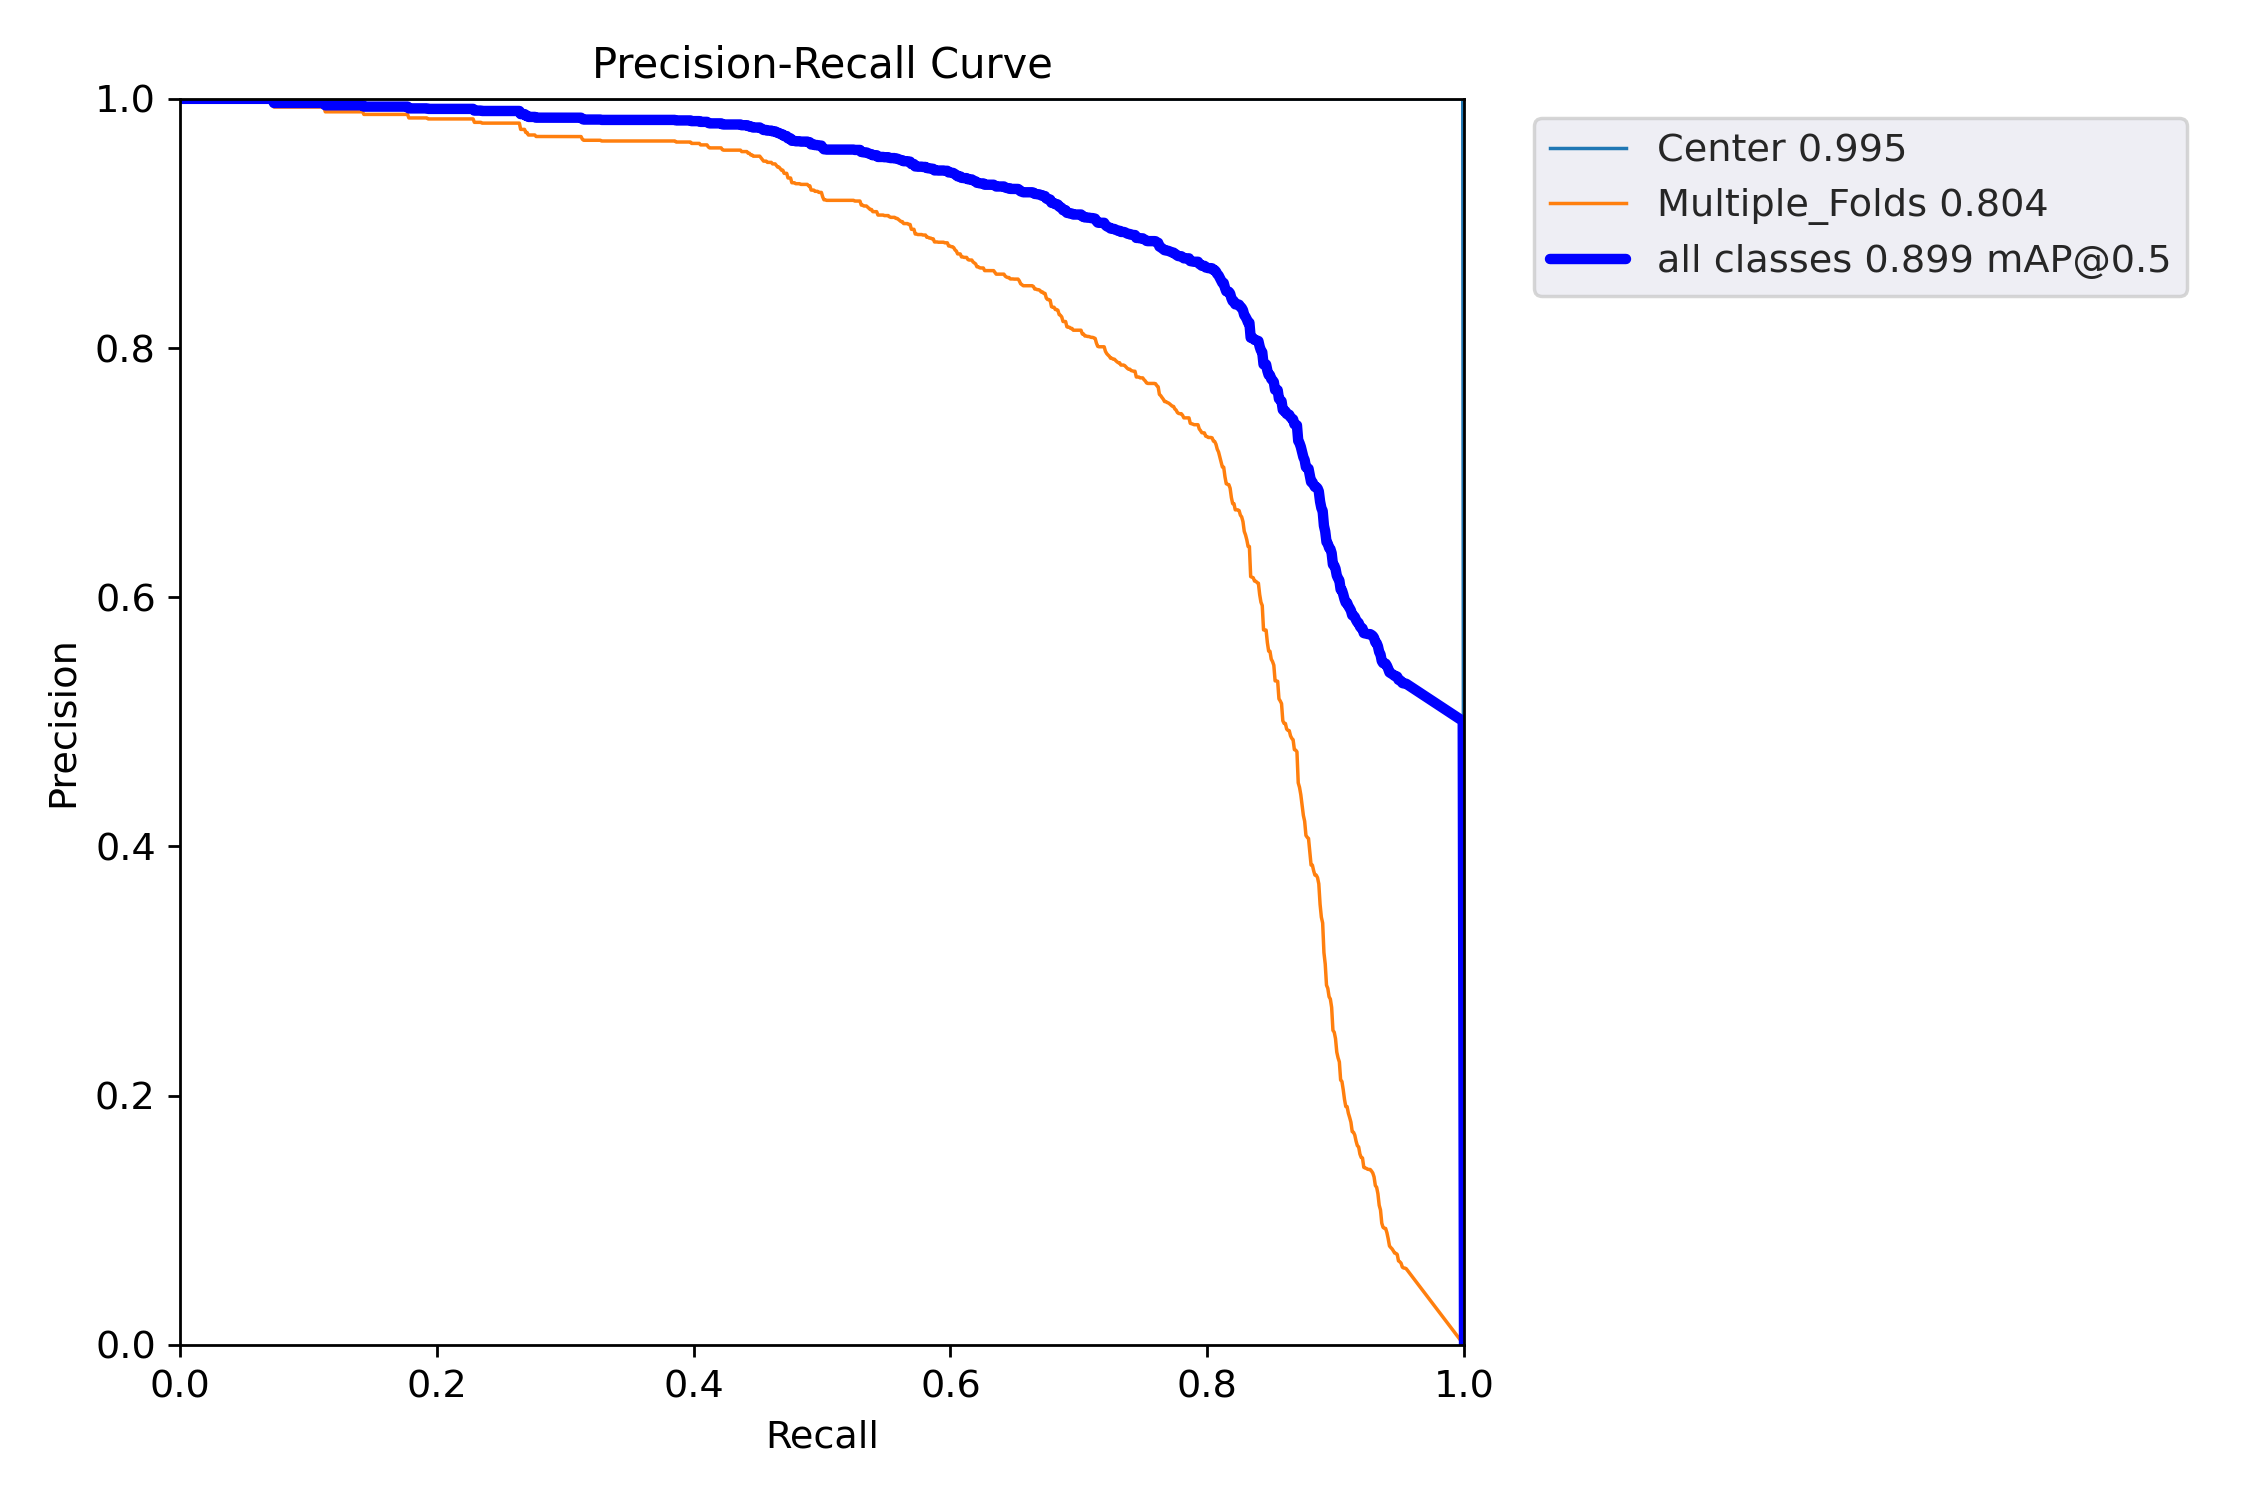 Precision-Recall Curve
Center 0.995
Multiple_Folds 0.804
all classes 0.899 mAP@0.5
Precision
1.0
0.8
0.6
0.4
0.2
0.0
0.0 0.2 0.4 0.6 0.8 1.0
Recall